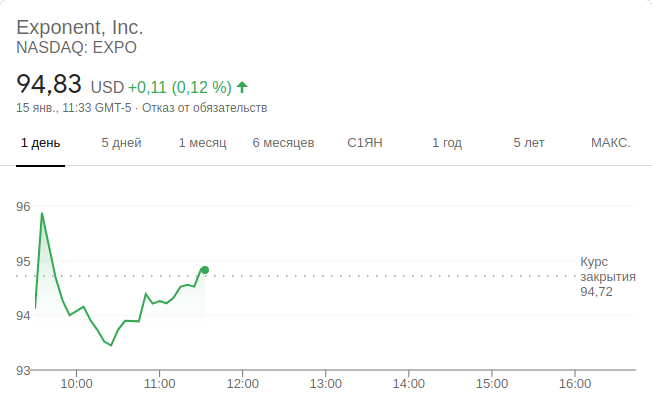 Exponent, Inc.
NASDAQ: EXPO
94,83 USD +0,11 (0,12 %)
15 янв., 11:33 GMT-5 · Отказ от обязательств
1 день 5 дней 1 месяц 6 месяцев С1ЯН 1 год 5 лет МАКС.
96
95
94
93
Курс
закрытия
94,72
10:00 11:00 12:00 13:00 14:00 15:00 16:00